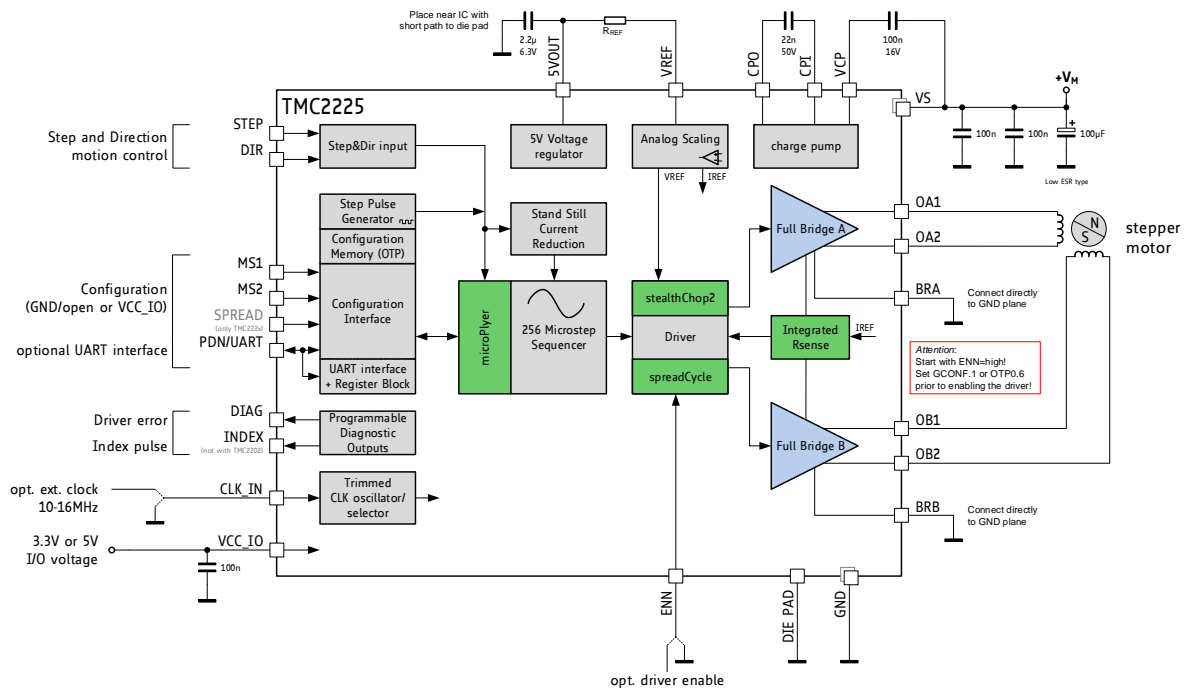 Place near IC with
short path to die pad
2.2µ
6.3V
RREF
22n
50V
100n
16V
5VOUT
VREF
CPO
CPI
VCP
+VM
TMC2225
VS
100n
100n
100µF
+
Low ESR type
Step and Direction
motion control
STEP
DIR
Step&Dir input
5V Voltage
regulator
Analog Scaling
VREF
IREF
charge pump
Step Pulse
Generator
Configuration
Memory (OTP)
Stand Still
Current
Reduction
Full Bridge A
OA1
OA2
N
S
stepper
motor
Configuration
(GND/open or VCC_IO)
optional UART interface
MS1
MS2
SPREAD
(only TMC222x)
PDN/UART
Configuration
Interface
UART interface
+ Register Block
microPlyer
256 Microstep
Sequencer
stealthChop2
Driver
spreadCycle
Integrated
Rsense
IREF
BRA
Connect directly
to GND plane
Attention:
Start with ENN=high!
Set GCONF.1 or OTP0.6
prior to enabling the driver!
Driver error
Index pulse
DIAG
INDEX
(not with TMC2202)
Programmable
Diagnostic
Outputs
Full Bridge B
OB1
OB2
opt. ext. clock
10-16MHz
CLK_IN
Trimmed
CLK oscillator/
selector
BRB
Connect directly
to GND plane
3.3V or 5V
I/O voltage
VCC_IO
100n
ENN
DIE PAD
GND
opt. driver enable